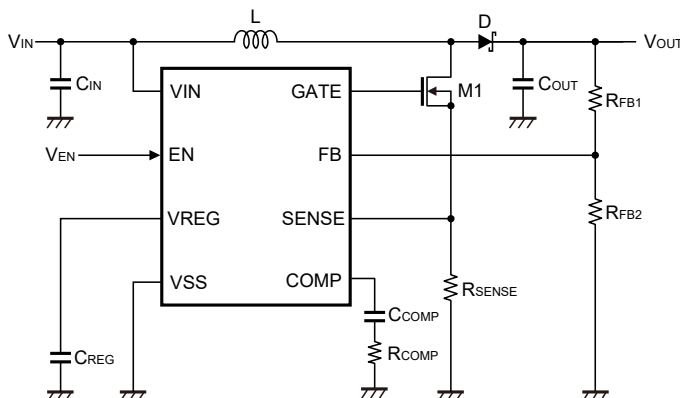 L
D
VIN
VOUT
CIN
VIN
GATE
M1
COUT
RFB1
VEN
EN
FB
VREG
SENSE
RFB2
VSS
COMP
RSENSE
CCOMP
CREG
RCOMP